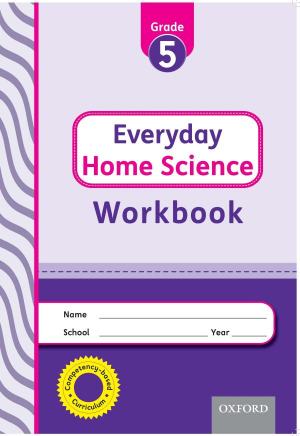 Grade
5
Everyday
Home Science
Workbook
Name
School Year
Competency-based
Curriculum
OXFORD